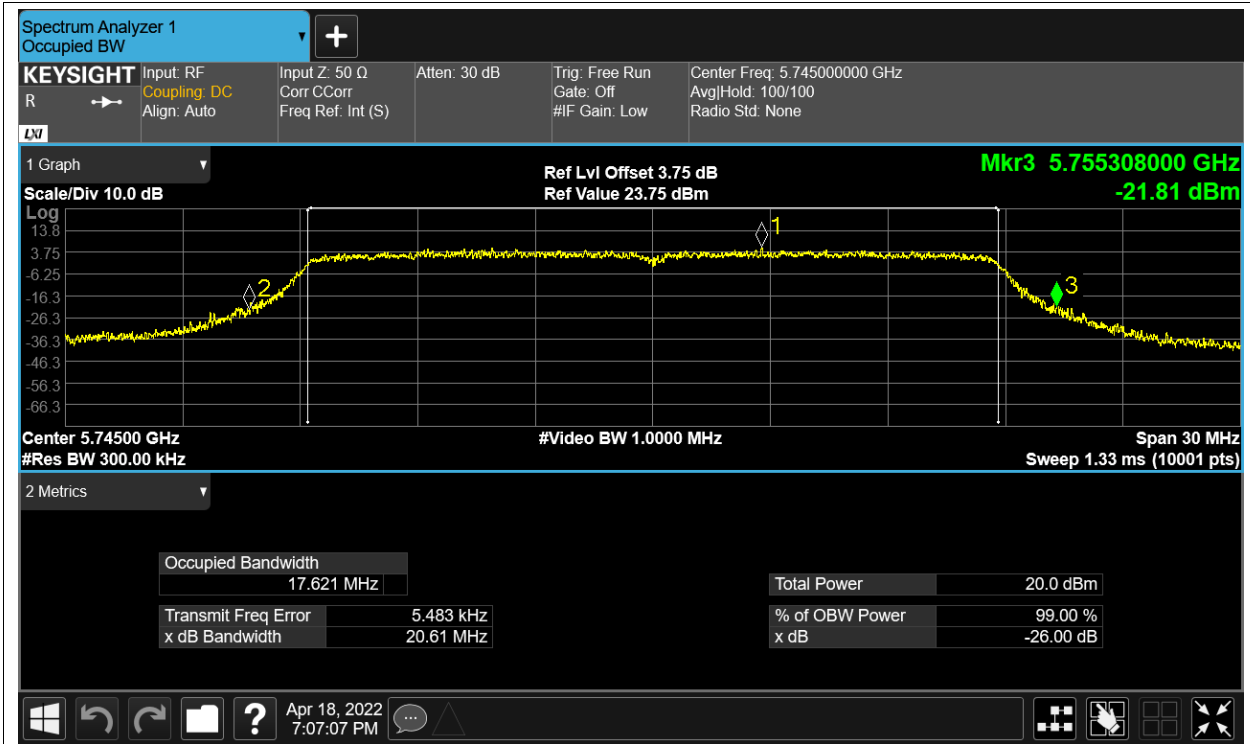 Spectrum Analyzer 1
Occupied BW
KEYSIGHT
R
LXI
Input: RF
Coupling: DC
Align: Auto
Input Z: 50 Ω
Corr CCorr
Freq Ref: Int (S)
Atten: 30 dB
Trig: Free Run
Gate: Off
#IF Gain: Low
Center Freq: 5.745000000 GHz
Avg|Hold: 100/100
Radio Std: None
1 Graph
Scale/Div 10.0 dB
Ref Lvl Offset 3.75 dB
Ref Value 23.75 dBm
Mkr3 5.755308000 GHz
-21.81 dBm
Log
13.8
3.75
-6.25
-16.3
-26.3
-36.3
-46.3
-56.3
-66.3
1
2
3
Center 5.74500 GHz
#Video BW 1.0000 MHz
Span 30 MHz
#Res BW 300.00 kHz
Sweep 1.33 ms (10001 pts)
2 Metrics
Occupied Bandwidth
17.621 MHz
Transmit Freq Error 5.483 kHz
x dB Bandwidth 20.61 MHz
Total Power 20.0 dBm
% of OBW Power 99.00 %
x dB -26.00 dB
?
Apr 18, 2022
7:07:07 PM